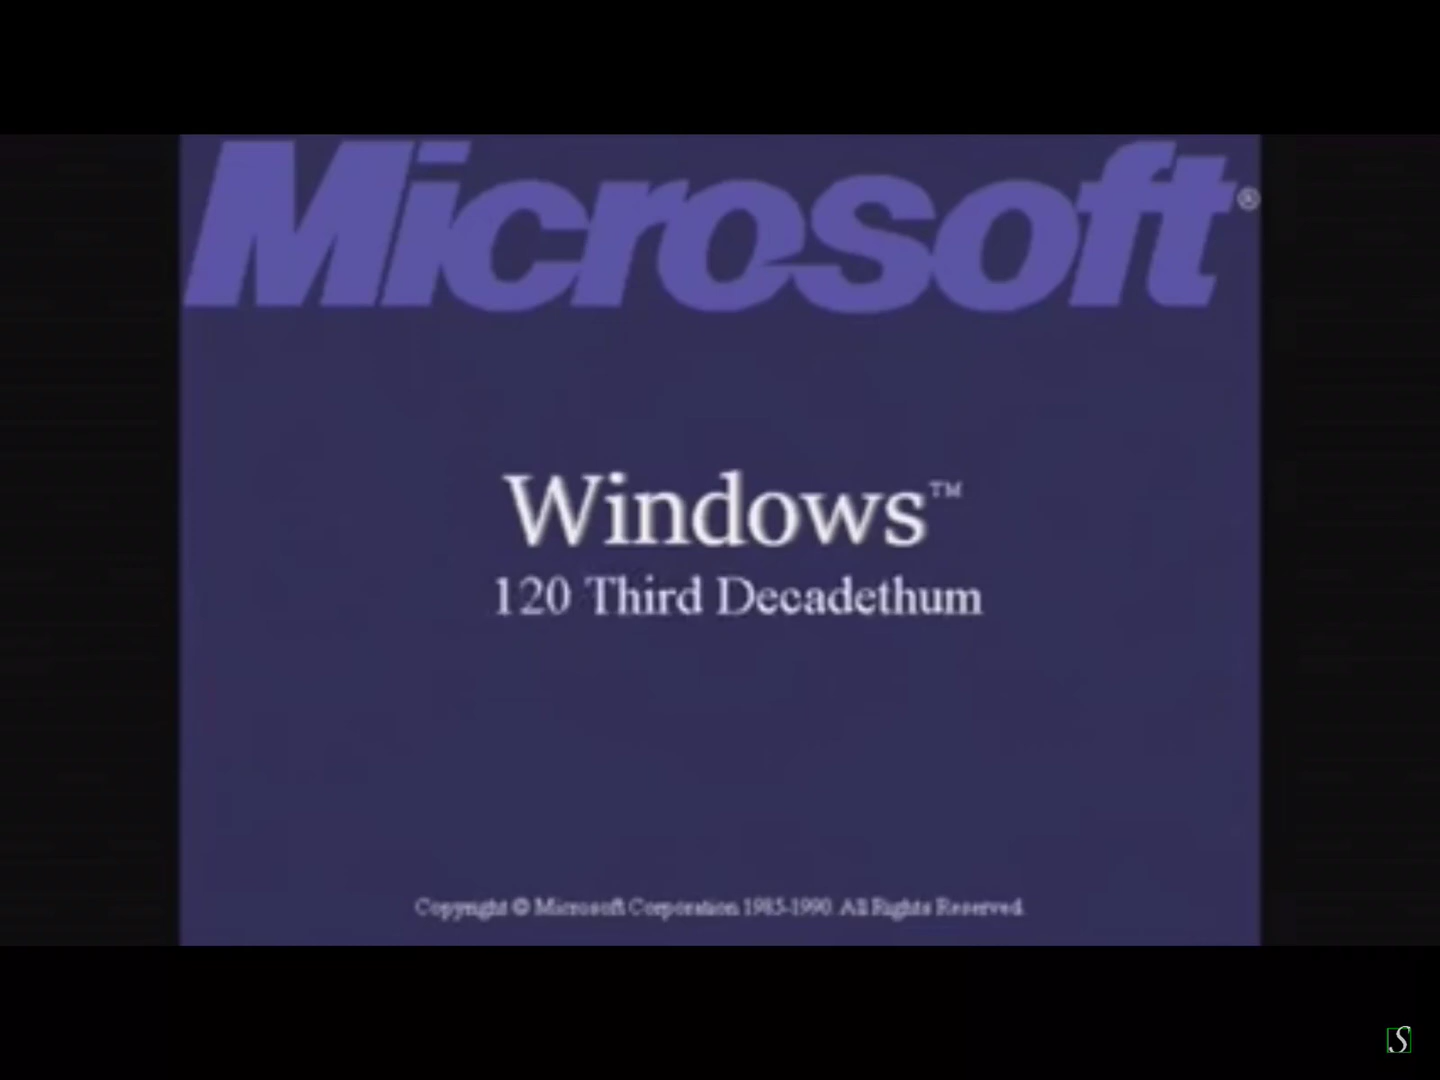 Microsoft®
Windows™
120 Third Decadethum
Copyright © Microsoft Corporation 1985-1990. All Rights Reserved.
S